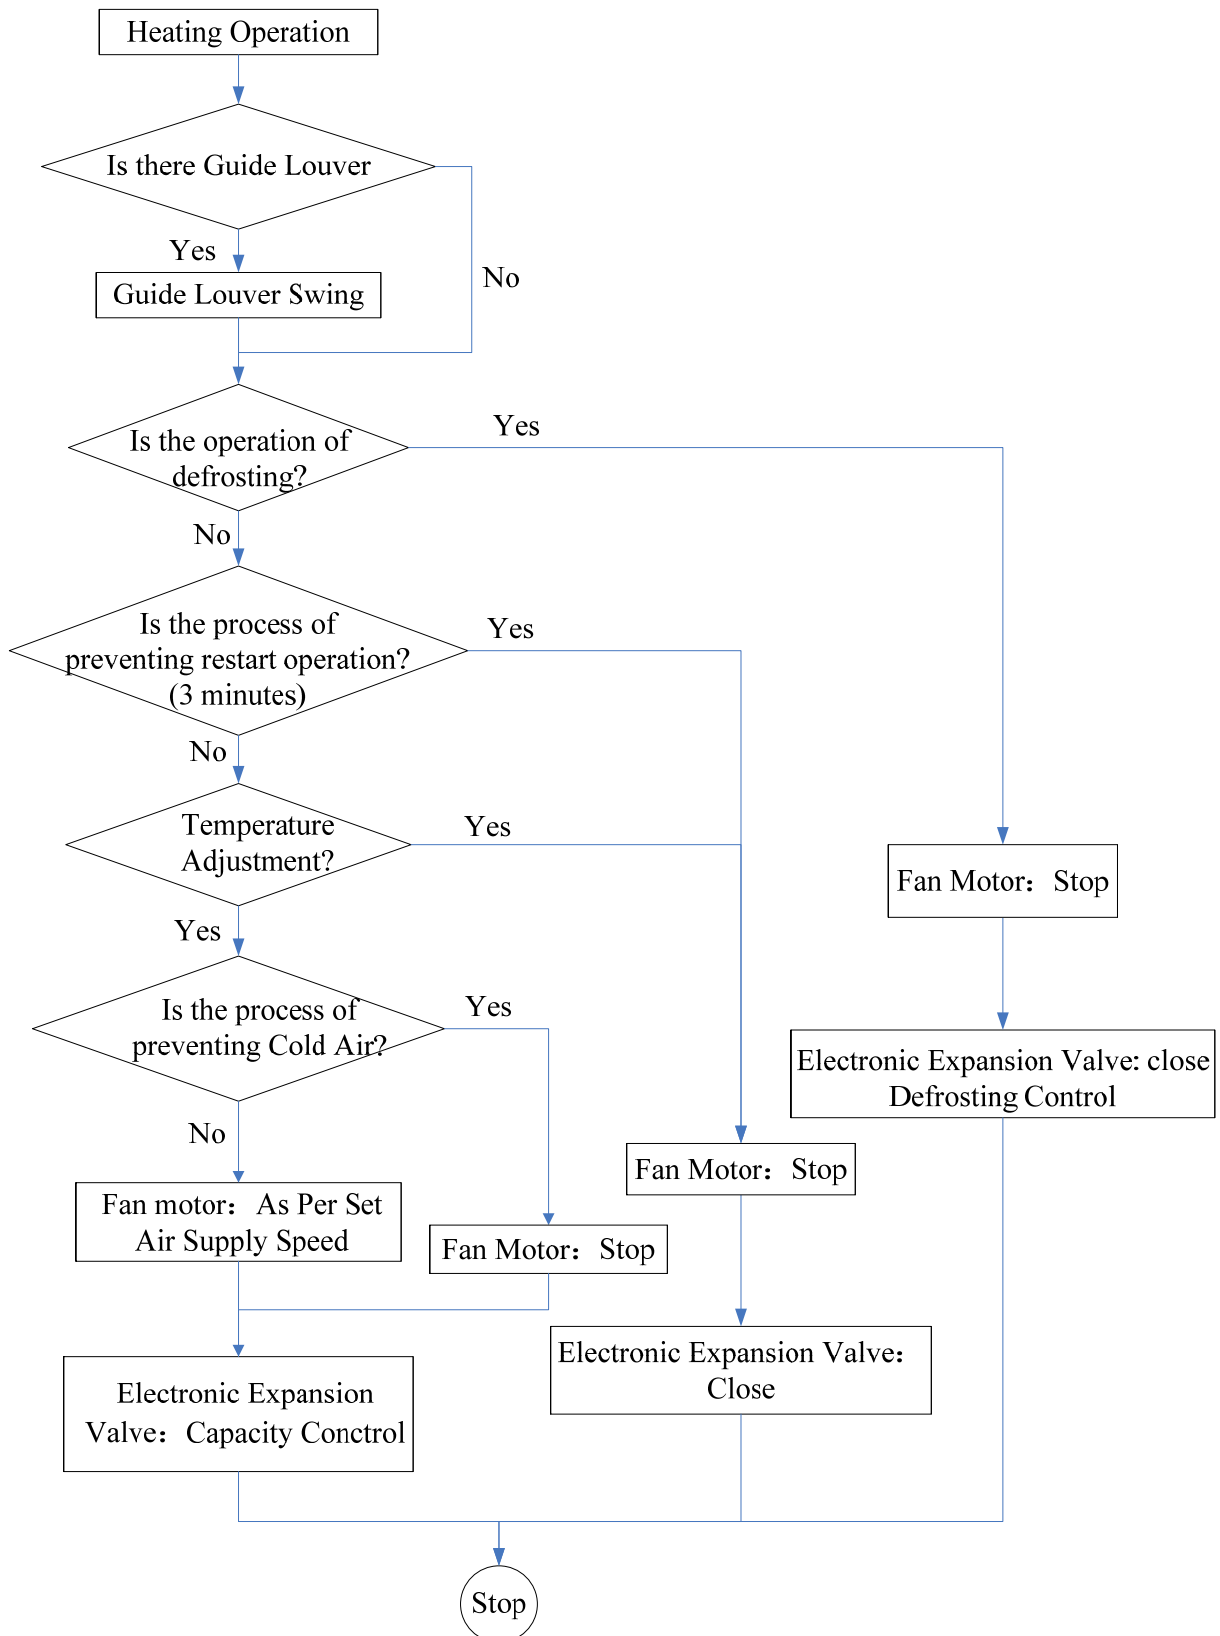 Heating Operation
Is there Guide Louver
Yes
No
Guide Louver Swing
Is the operation of
defrosting?
Yes
No
Is the process of
preventing restart operation?
(3 minutes)
Yes
No
Temperature
Adjustment?
Yes
Yes
Is the process of
preventing Cold Air?
Yes
No
Fan motor：As Per Set
Air Supply Speed
Fan Motor：Stop
Electronic Expansion
Valve：Capacity Conctrol
Fan Motor：Stop
Electronic Expansion Valve：
Close
Fan Motor：Stop
Electronic Expansion Valve: close
Defrosting Control
Stop